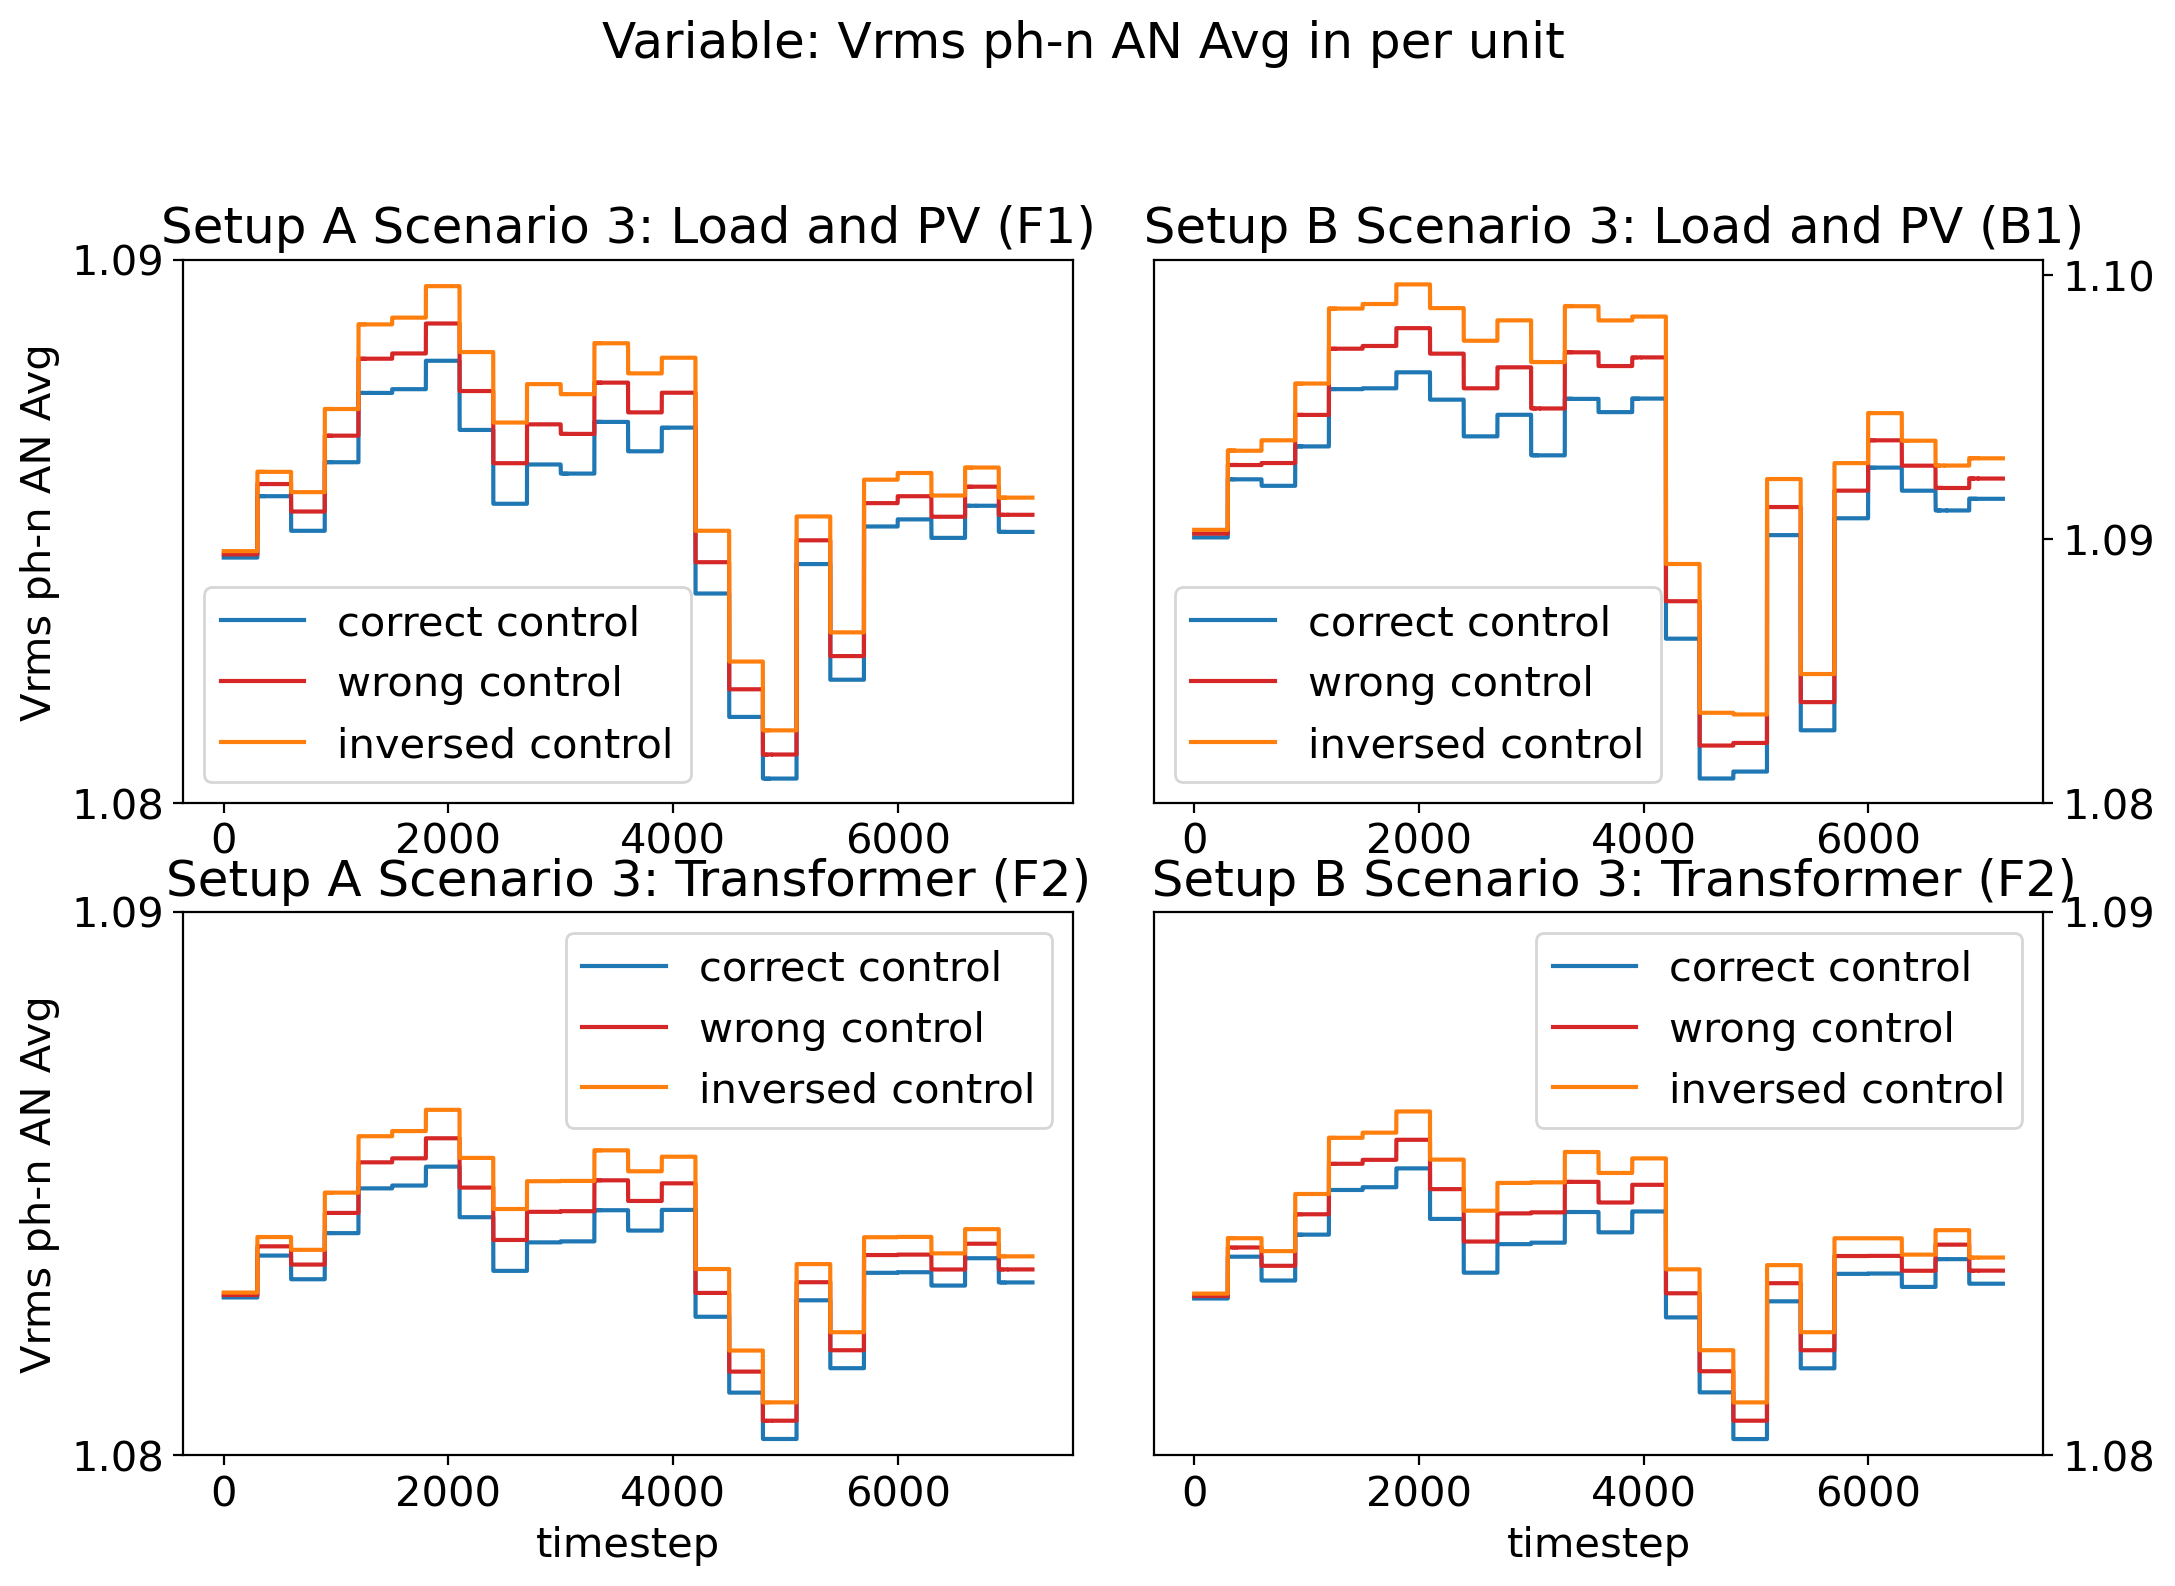 Variable: Vrms ph-n AN Avg in per unit
Setup A Scenario 3: Load and PV (F1)
1.09
Vrms ph-n AN Avg
correct control
wrong control
inversed control
1.08
0 2000 4000 6000
Setup B Scenario 3: Load and PV (B1)
1.10
1.09
correct control
wrong control
inversed control
1.08
0 2000 4000 6000
Setup A Scenario 3: Transformer (F2)
1.09
Vrms ph-n AN Avg
correct control
wrong control
inversed control
1.08
0 2000 4000 6000
timestep
Setup B Scenario 3: Transformer (F2)
1.09
correct control
wrong control
inversed control
1.08
0 2000 4000 6000
timestep